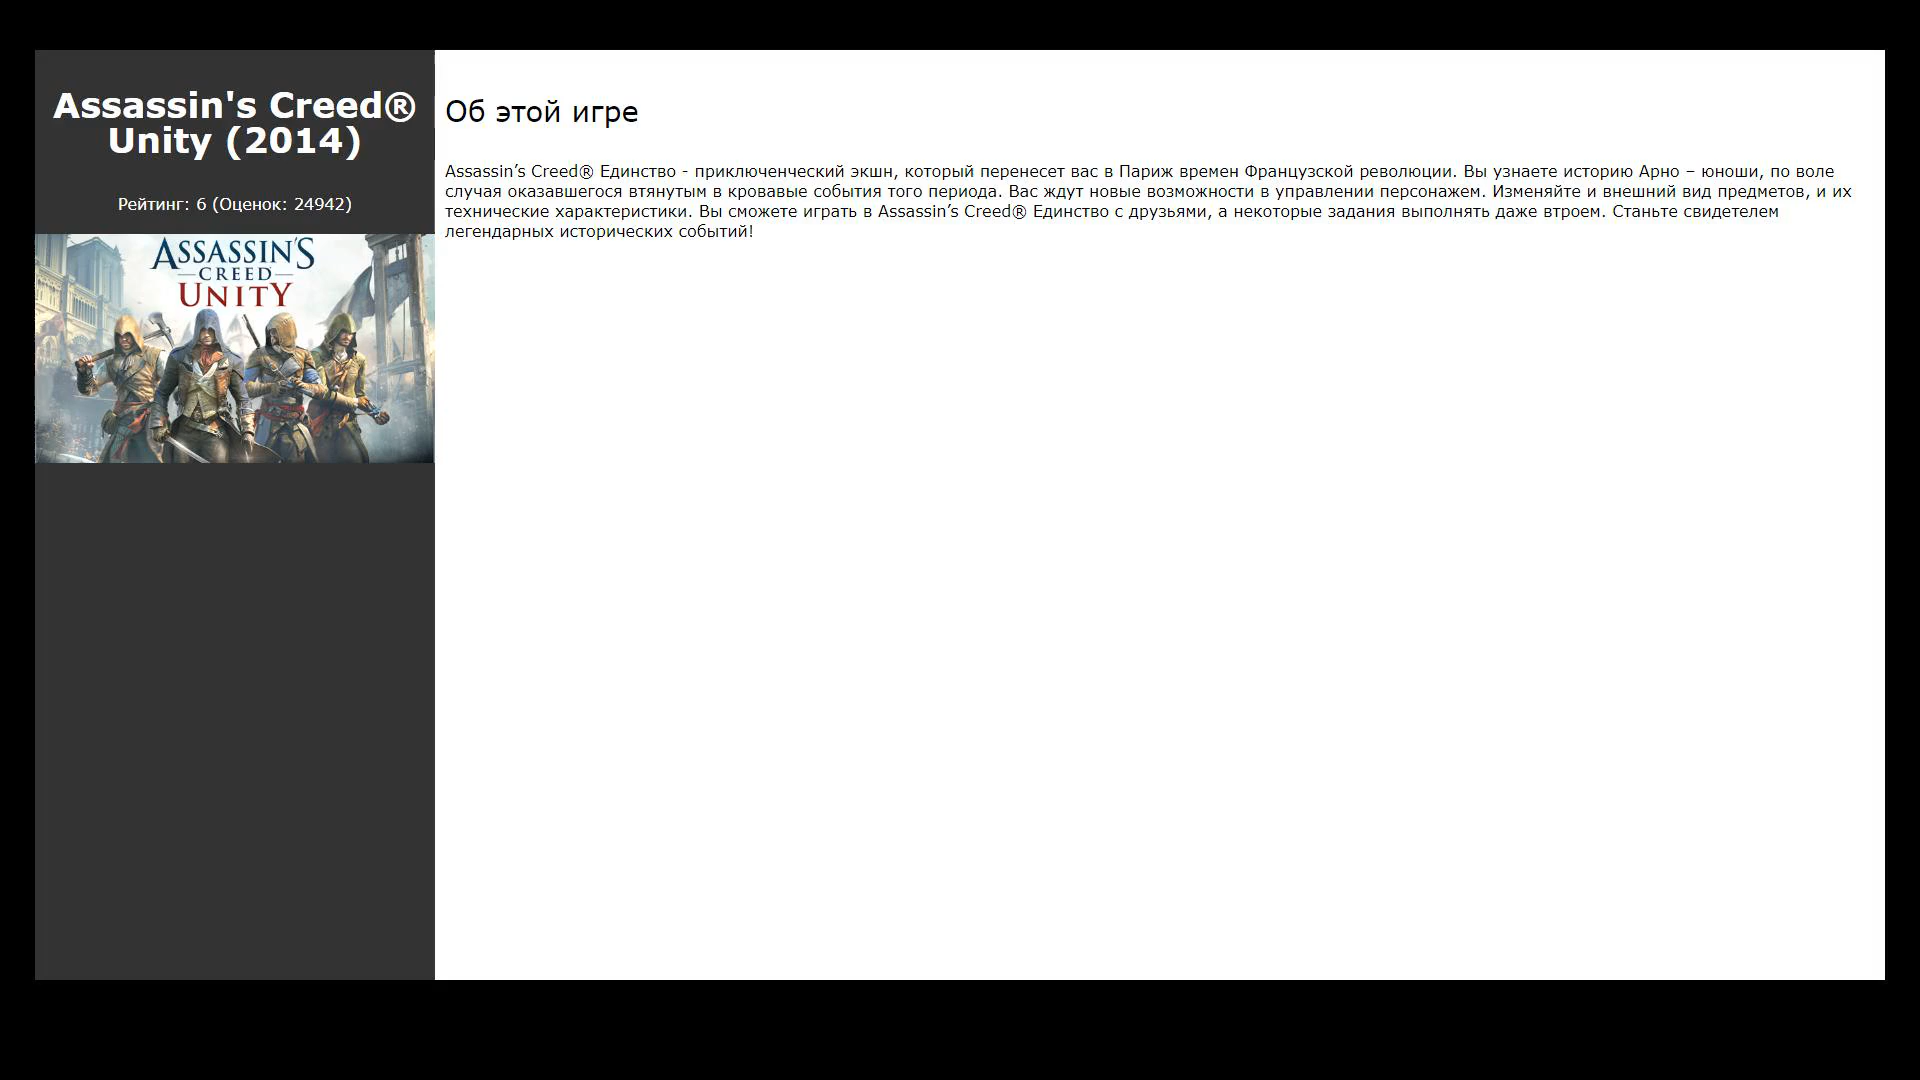 Assassin's Creed®
Unity (2014)
Рейтинг: 6 (Оценок: 24942)
ASSASSIN'S
CREED
UNITY
Об этой игре
Assassin’s Creed® Единство - приключенческий экшн, который перенесет вас в Париж времен Французской революции. Вы узнаете историю Арно – юноши, по воле
случая оказавшегося втянутым в кровавые события того периода. Вас ждут новые возможности в управлении персонажем. Изменяйте и внешний вид предметов, и их
технические характеристики. Вы сможете играть в Assassin’s Creed® Единство с друзьями, а некоторые задания выполнять даже втроем. Станьте свидетелем
легендарных исторических событий!